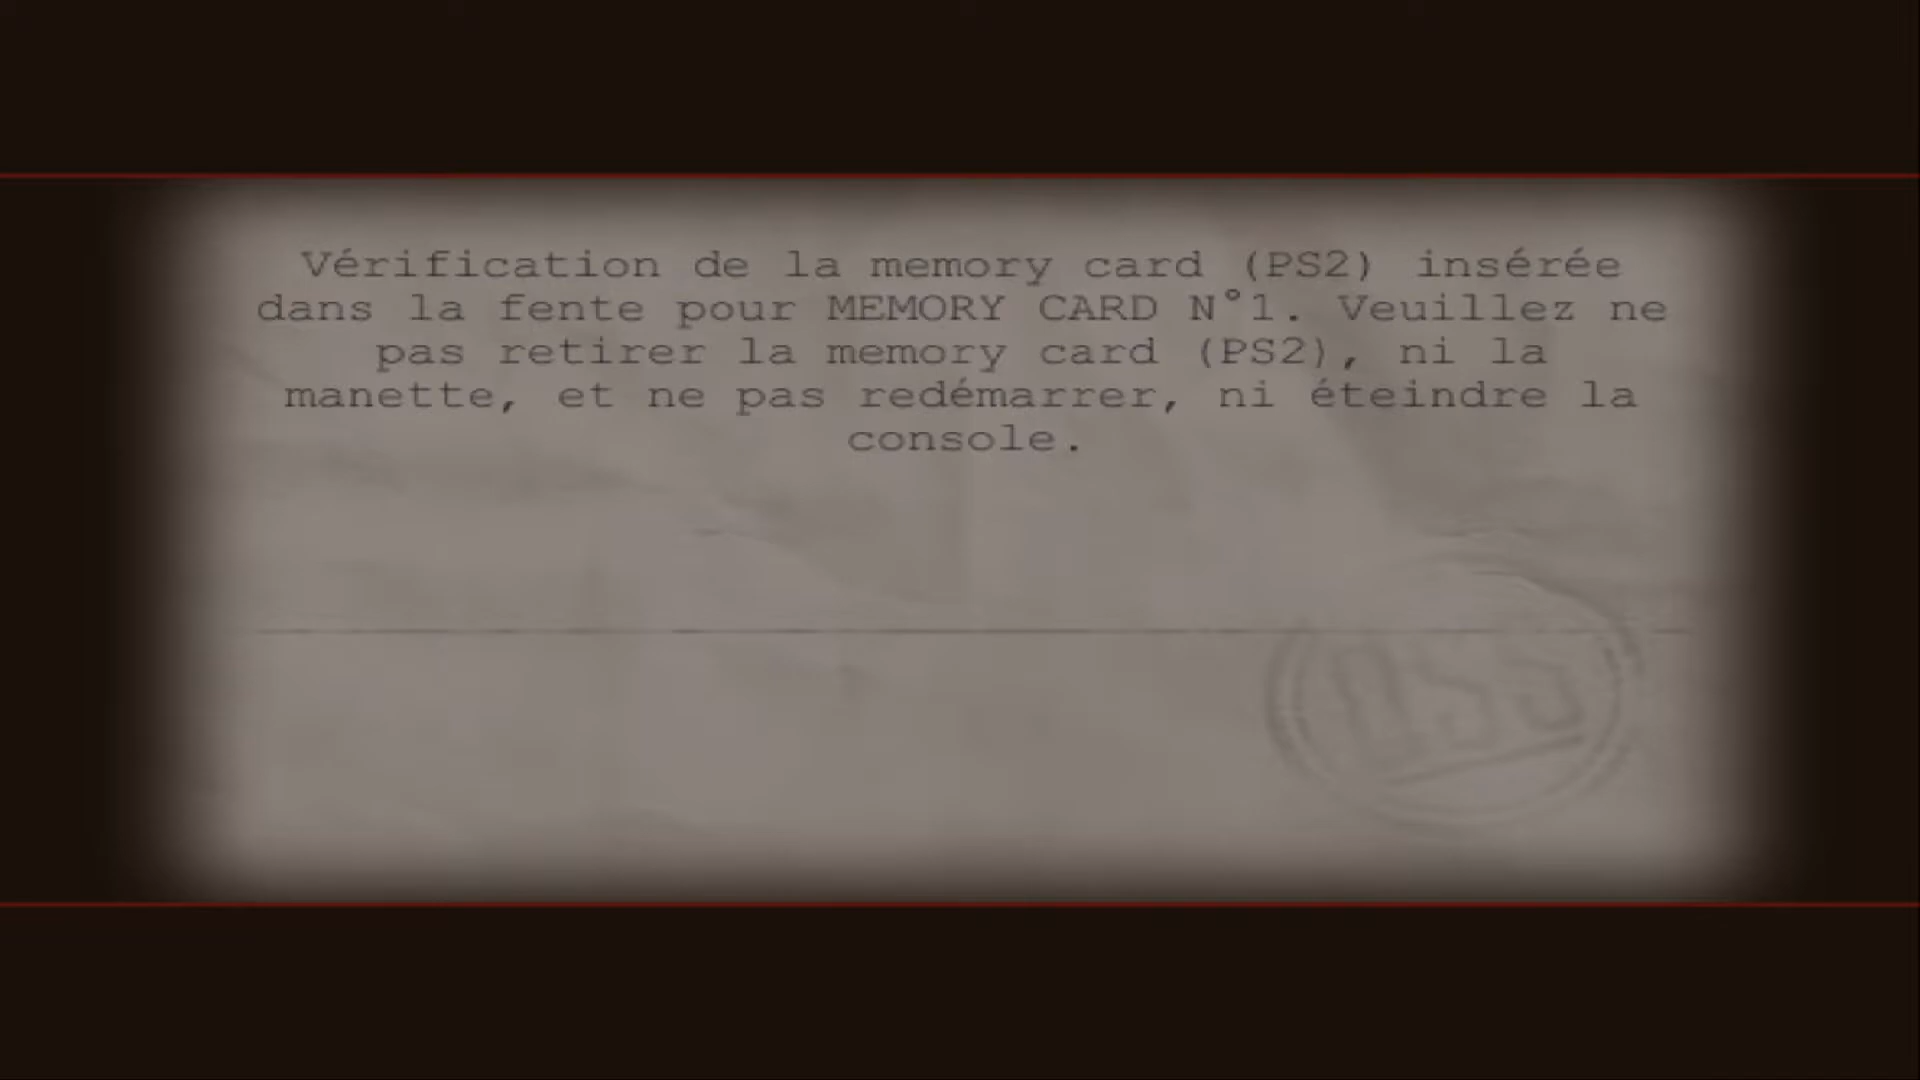 Vérification de la memory card (PS2) insérée
dans la fente pour MEMORY CARD N°1. Veuillez ne
pas retirer la memory card (PS2), ni la
manette, et ne pas redémarrer, ni éteindre la
console.
OSS